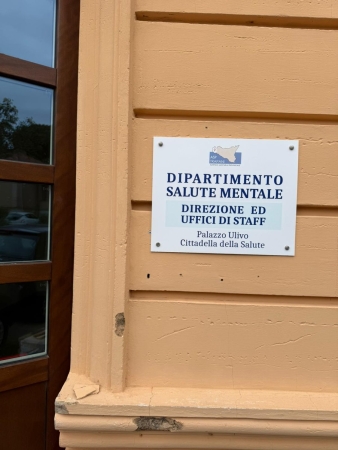 DIPARTIMENTO
SALUTE MENTALE
DIREZIONE ED
UFFICI DI STAFF
Palazzo Ulivo
Cittadella della Salute